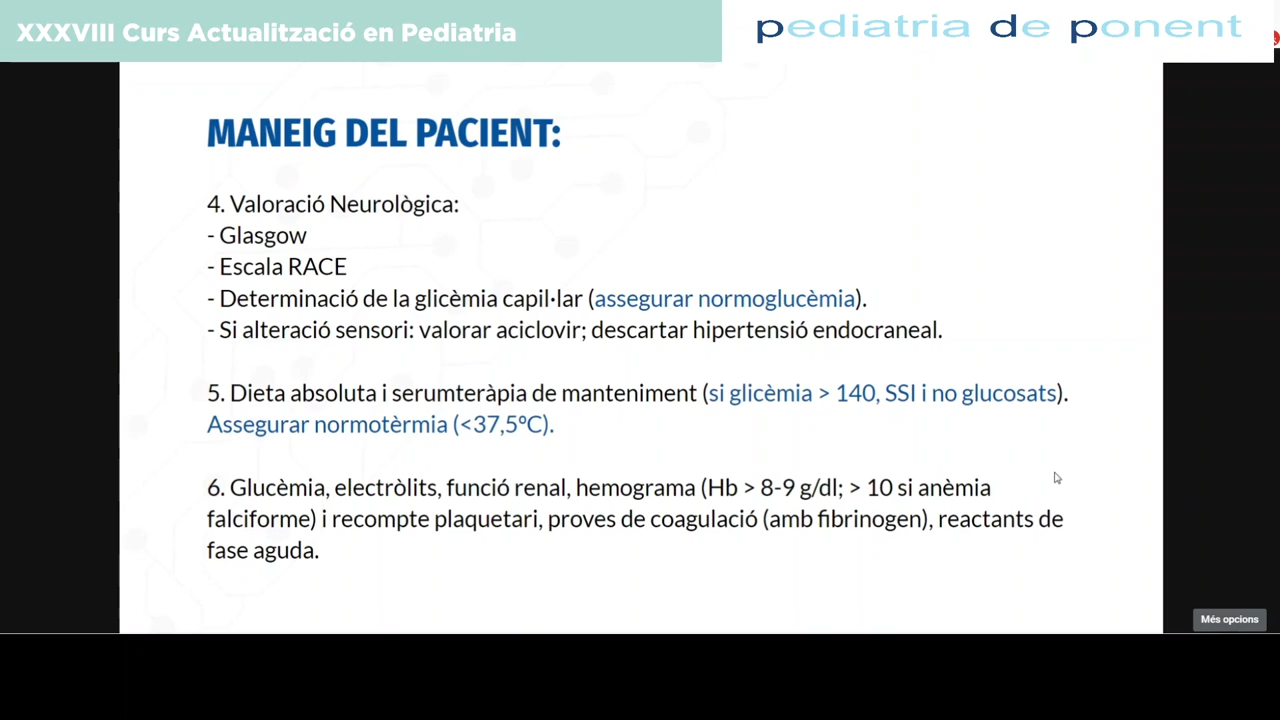 XXXVIII Curs Actualització en Pediatria
pediatria de ponent
MANEIG DEL PACIENT:
4. Valoració Neurològica:
- Glasgow
- Escala RACE
- Determinació de la glicèmia capil·lar (assegurar normoglucèmia).
- Si alteració sensori: valorar aciclovir; descartar hipertensió endocraneal.
5. Dieta absoluta i serumteràpia de manteniment (si glicèmia > 140, SSI i no glucosats).
Assegurar normotèrmia (<37,5ºC).
6. Glucèmia, electròlits, funció renal, hemograma (Hb > 8-9 g/dl; > 10 si anèmia
falciforme) i recompte plaquetari, proves de coagulació (amb fibrinogen), reactants de
fase aguda.
Més opcions